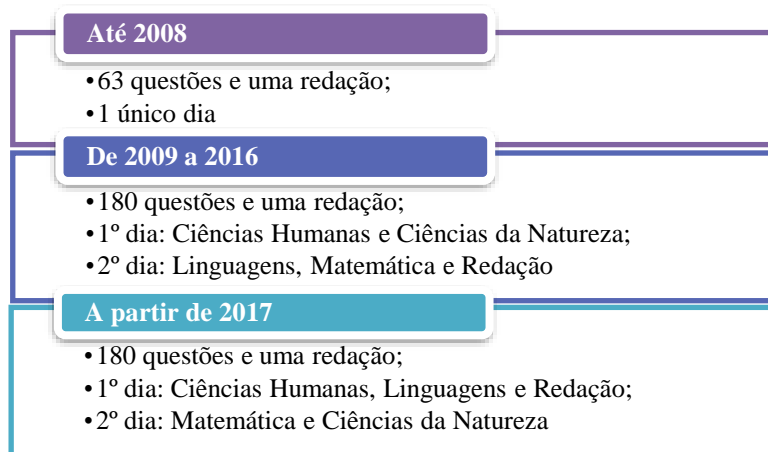 Até 2008
•63 questões e uma redação;
•1 único dia
De 2009 a 2016
•180 questões e uma redação;
•1º dia: Ciências Humanas e Ciências da Natureza;
•2º dia: Linguagens, Matemática e Redação
A partir de 2017
•180 questões e uma redação;
•1º dia: Ciências Humanas, Linguagens e Redação;
•2º dia: Matemática e Ciências da Natureza